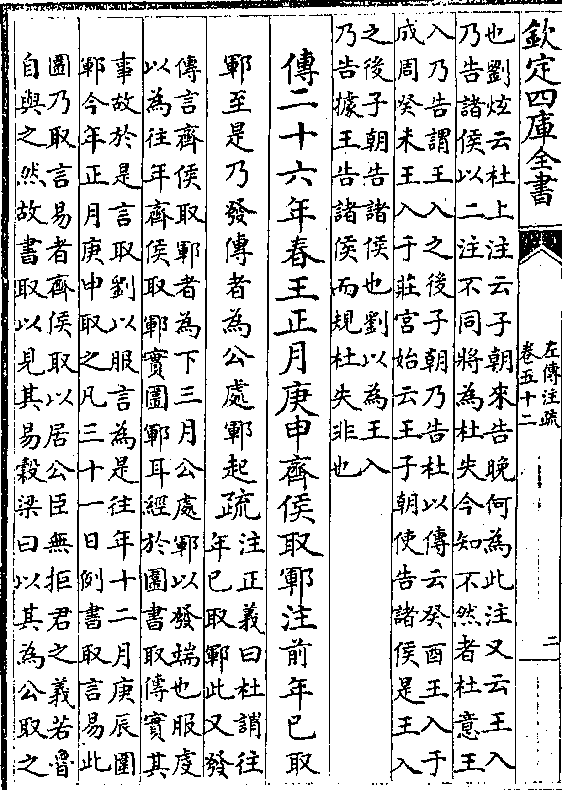 欽定四庫全書
左傳注疏
卷五十二
二
也劉炫云杜上注云子朝來告晚何為此注又云王入
乃告諸侯以二注不同將為杜失今知不然者杜意王
入乃告謂王入之後子朝乃告杜以傳云癸酉王入于
成周癸未王入于莊宮始云王子朝使告諸侯是王入
之後子朝告諸侯也劉以為王入
乃告據王告諸侯而規杜失非也
傳二十六年春王正月庚申齊侯取鄆注前年已取
鄆至是乃發傳者為公處鄆起疏
注正義曰杜誚往
年已取鄆此又發
傳言齊侯取鄆者為下三月公處鄆以發端也服虔
以為往年齊侯取鄆實圍鄆耳經於圍書取傳實其
事故於是言取劉以服言為是往年十二月庚辰圍
鄆今年正月庚申取之凡三十一日例書取言易此
圍乃取言易者齊侯取以居公臣無拒君之義若魯
自與之然故書取以見其易穀梁曰以其為公取之